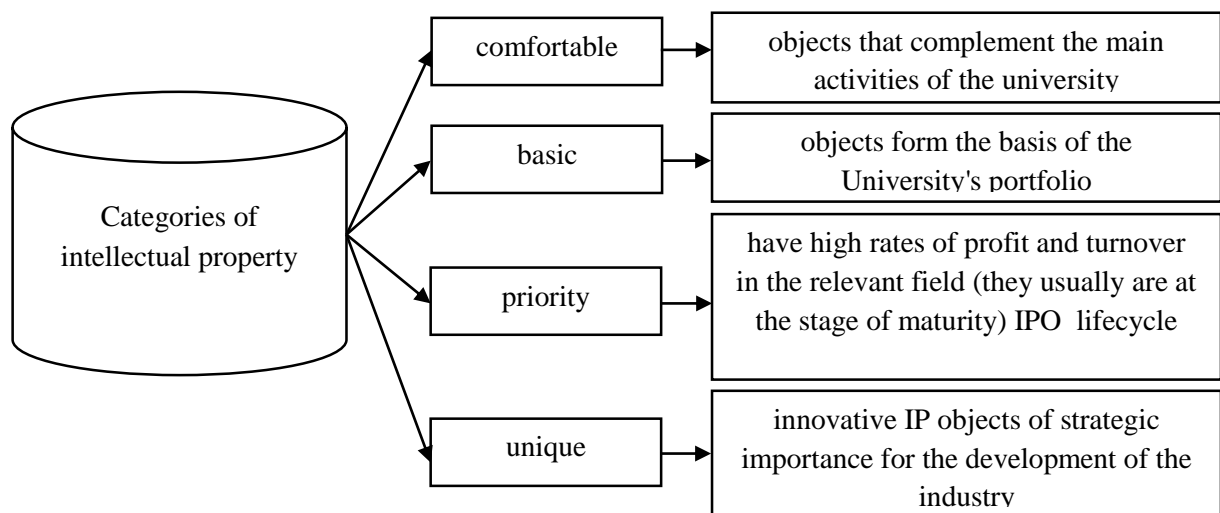 Categories of
intellectual property
comfortable
objects that complement the main
activities of the university
basic
objects form the basis of the
University's portfolio
priority
have high rates of profit and turnover
in the relevant field (they usually are at
the stage of maturity) IPO lifecycle
unique
innovative IP objects of strategic
importance for the development of the
industry